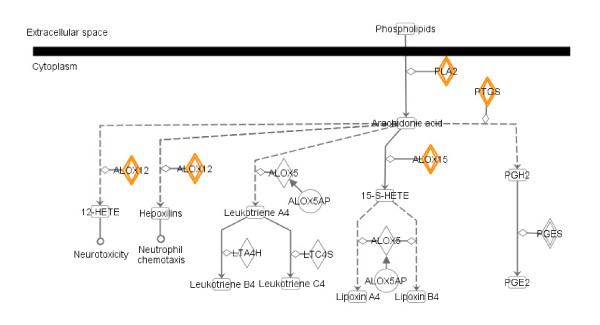 Extracellular space
Phospholipids
Cytoplasm
PLA2
PTGS
Arachidonic acid
ALOX12
ALOX12
ALOX5
ALOX15
PGH2
ALOX5AP
15-S-HETE
12-HETE
Hepoxilins
Leukotriene A4
Neurotoxicity
Neutrophil
chemotaxis
LTA4H
LTC4S
ALOX5
PGES
ALOX5AP
Leukotriene B4
Leukotriene C4
PGE2
Lipoxin A4
Lipoxin B4